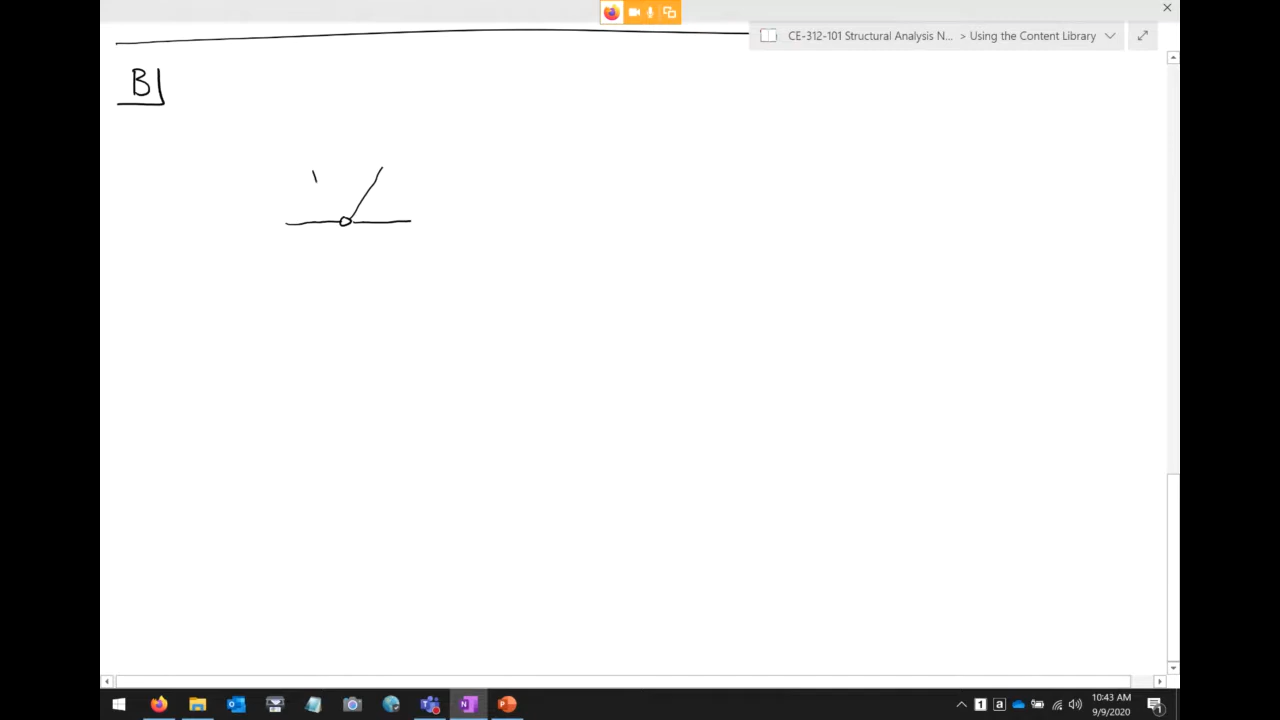 CE-312-101 Structural Analysis N... > Using the Content Library
B
10:43 AM
9/9/2020